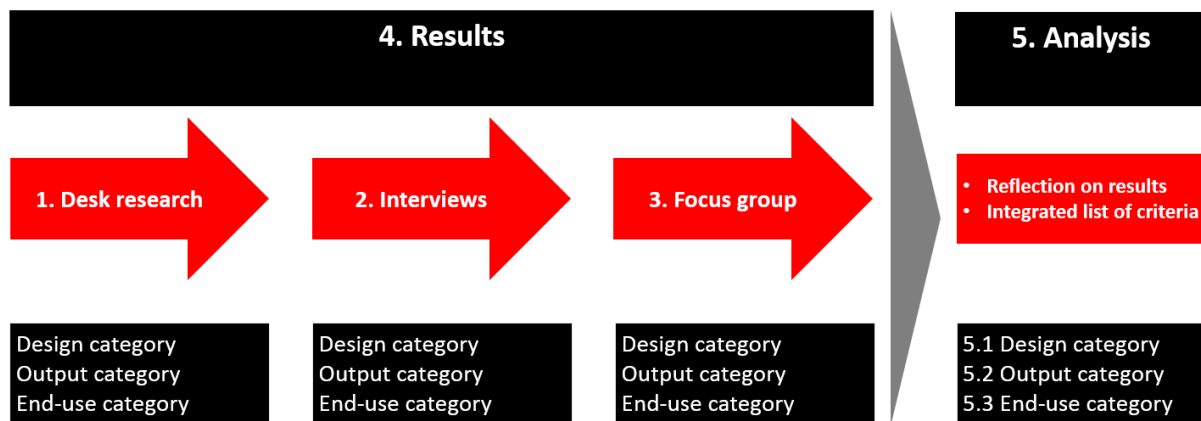 4. Results
5. Analysis
1. Desk research
2. Interviews
3. Focus group
• Reflection on results
• Integrated list of criteria
Design category
Output category
End-use category
Design category
Output category
End-use category
Design category
Output category
End-use category
5.1 Design category
5.2 Output category
5.3 End-use category